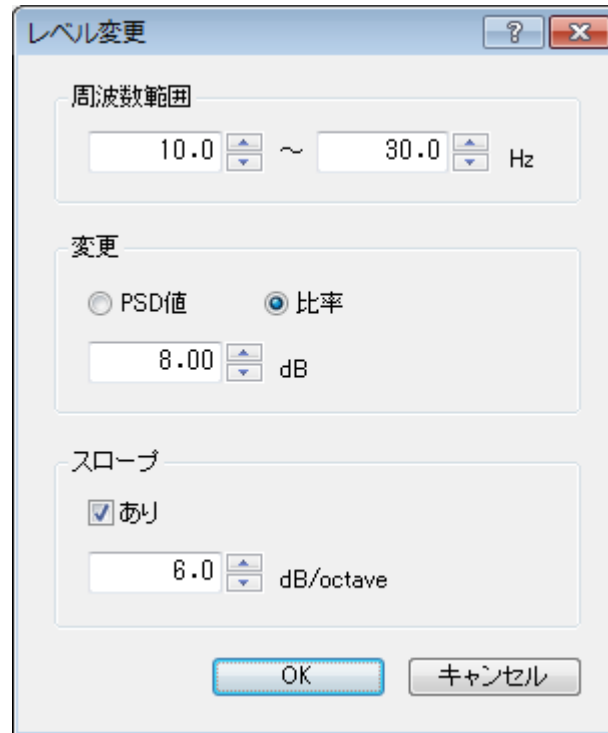 レベル変更
周波数範囲
10.0 ～ 30.0 Hz
変更
PSD値 比率
8.00 dB
スロープ
あり
6.0 dB/octave
OK キャンセル